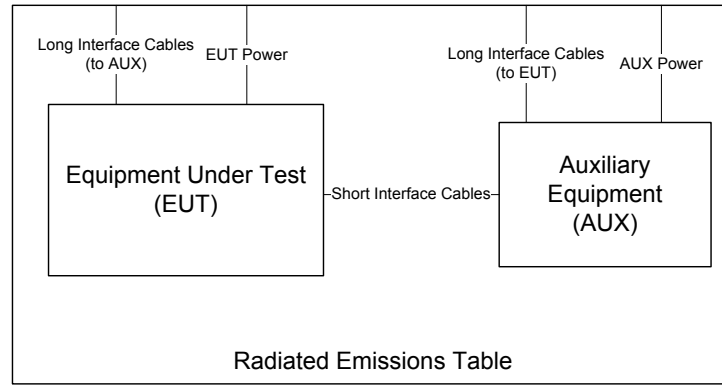 Long Interface Cables
(to AUX)
EUT Power
Long Interface Cables
(to EUT)
AUX Power
Equipment Under Test
(EUT)
Short Interface Cables
Auxiliary
Equipment
(AUX)
Radiated Emissions Table